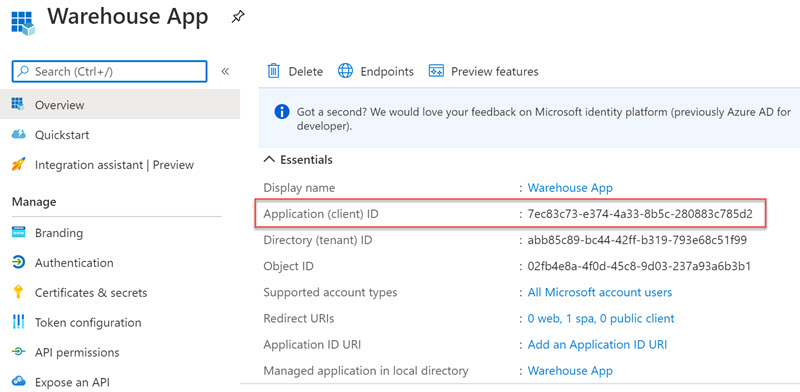 Warehouse App
Search (Ctrl+/)
«
Overview
Quickstart
Integration assistant | Preview
Manage
Branding
Authentication
Certificates & secrets
Token configuration
API permissions
Expose an API
Delete
Endpoints
Preview features
Got a second? We would love your feedback on Microsoft identity platform (previously Azure AD for
developer).
Essentials
Display name : Warehouse App
Application (client) ID : 7ec83c73-e374-4a33-8b5c-280883c785d2
Directory (tenant) ID : abb85c89-bc44-42ff-b319-793e68c51f99
Object ID : 02fb4e8a-4f0d-45c8-9d03-237a93a6b3b1
Supported account types : All Microsoft account users
Redirect URIs : 0 web, 1 spa, 0 public client
Application ID URI : Add an Application ID URI
Managed application in local directory : Warehouse App